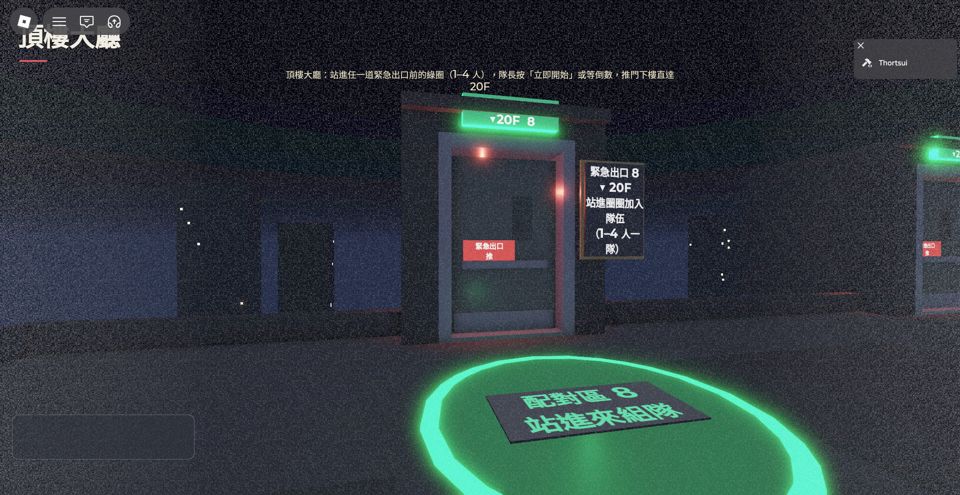 頂樓大廳
Thortsui
頂樓大廳：站進任一道緊急出口前的綠圈（1–4 人），隊長按「立即開始」或等倒數，推門下樓直達
20F
▼20F 8
緊急出口 8
▼ 20F
站進圈圈加入
隊伍
（1–4 人一
隊）
緊急出口
推
配對區 8
站進來組隊